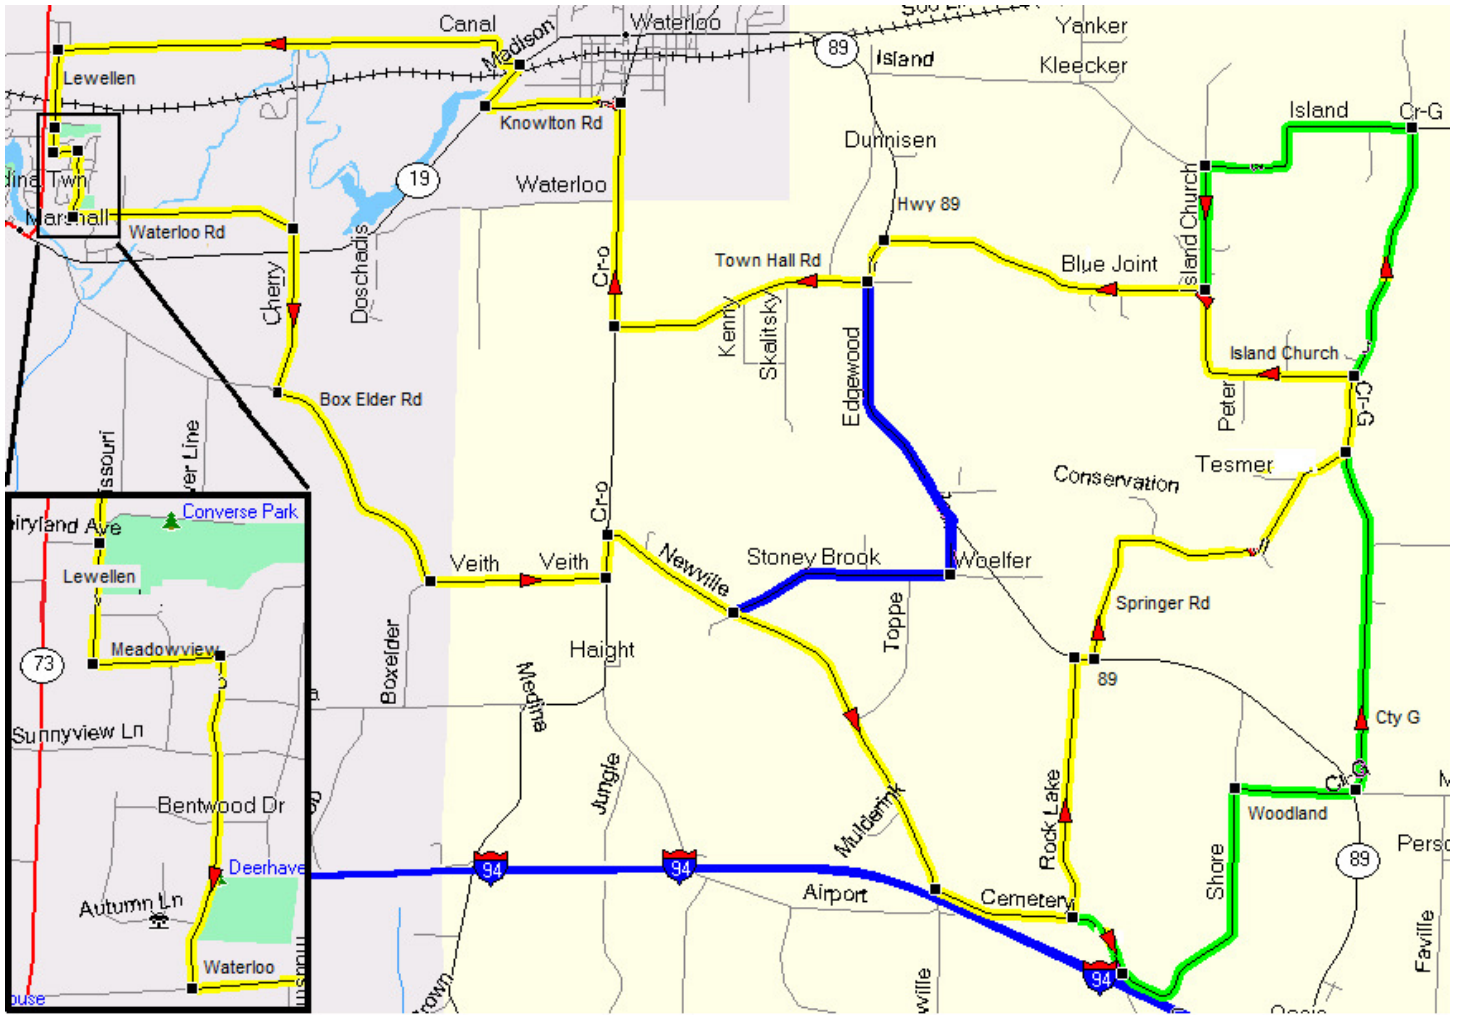 Canal
Madison
Waterloo
89
Yanker
Island
Kleecker
Lewellen
Knowlton Rd
Island
Cr-G
Dunnisen
19
Waterloo
Island Church
Hwy 89
Marshall
Waterloo Rd
Doschadis
Cr-o
Town Hall Rd
Blue Joint
Cherry
Kenny
Skalitsky
Edgewood
Island Church
Peter
Cr-G
Box Elder Rd
Tesmer
Conservation
Cr-o
Veith
Veith
Newville
Stoney Brook
Woelfer
Toppe
Springer Rd
Boxelder
Haight
Medina
89
Cty G
Jungle
Mulderink
Rock Lake
Cr-G
Woodland
Shore
89
94
94
Airport
Cemetery
94
Faville
Converse Park
Lewellen
Meadowview
73
Sunnyview Ln
Bentwood Dr
Deerhave
Autumn Ln
Waterloo